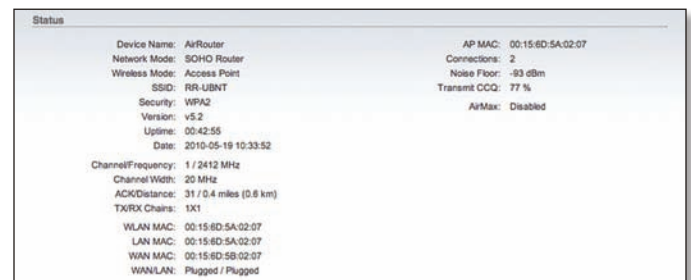 Status
Device Name: AirRouter
Network Mode: SOHO Router
Wireless Mode: Access Point
SSID: RR-UBNT
Security: WPA2
Version: v5.2
Uptime: 00:42:55
Date: 2010-05-19 10:33:52
Channel/Frequency: 1 / 2412 MHz
Channel Width: 20 MHz
ACK/Distance: 31 / 0.4 miles (0.6 km)
TX/RX Chains: 1X1
WLAN MAC: 00:15:6D:5A:02:07
LAN MAC: 00:15:6D:5A:02:07
WAN MAC: 00:15:6D:5B:02:07
WAN/LAN: Plugged / Plugged
AP MAC: 00:15:6D:5A:02:07
Connections: 2
Noise Floor: -93 dBm
Transmit CCQ: 77 %
AirMax: Disabled